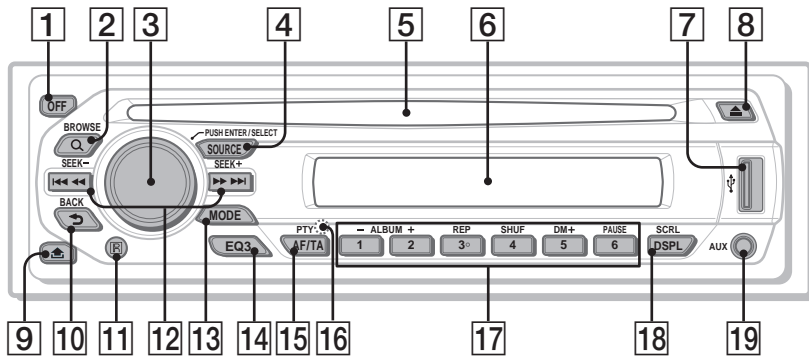 1 2 3 4 5 6 7 8
OFF
BROWSE
PUSH ENTER / SELECT
SOURCE
SEEK– SEEK+
BACK
MODE
EQ3
PTY
AF/TA
– ALBUM + REP SHUF DM+ PAUSE SCRL
1 2 3 4 5 6 DSPL
AUX
R
9 10 11 12 13 14 15 16 17 18 19